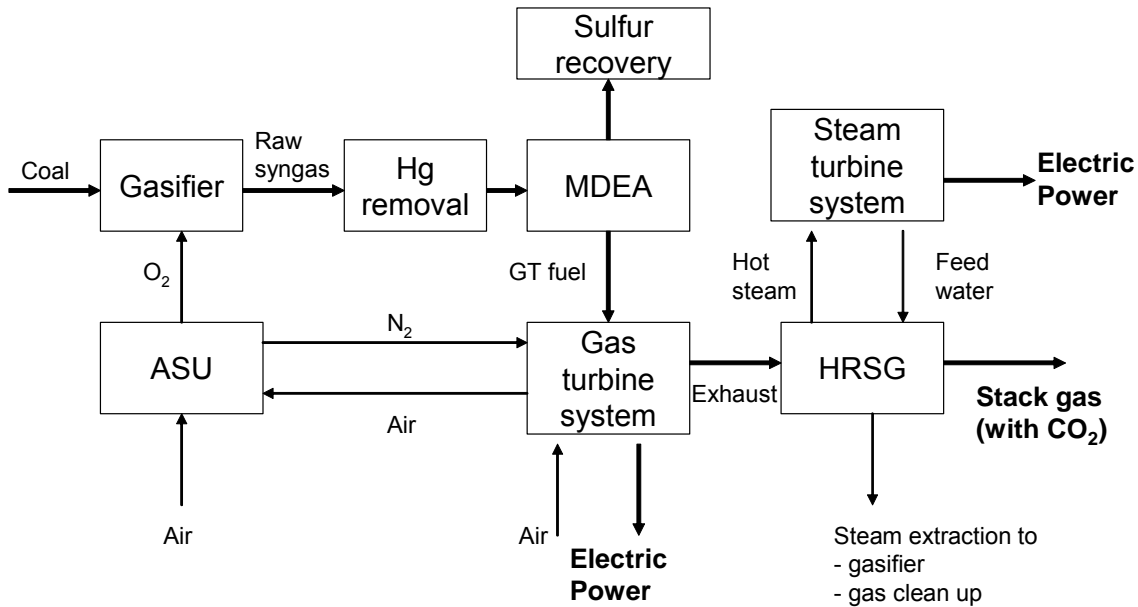 Sulfur
recovery
Coal
Gasifier
Raw
syngas
Hg
removal
MDEA
Steam
turbine
system
Electric
Power
O₂
GT fuel
Hot
steam
Feed
water
ASU
N₂
Air
Gas
turbine
system
Exhaust
HRSG
Stack gas
(with CO₂)
Air
Air
Electric
Power
Steam extraction to
- gasifier
- gas clean up